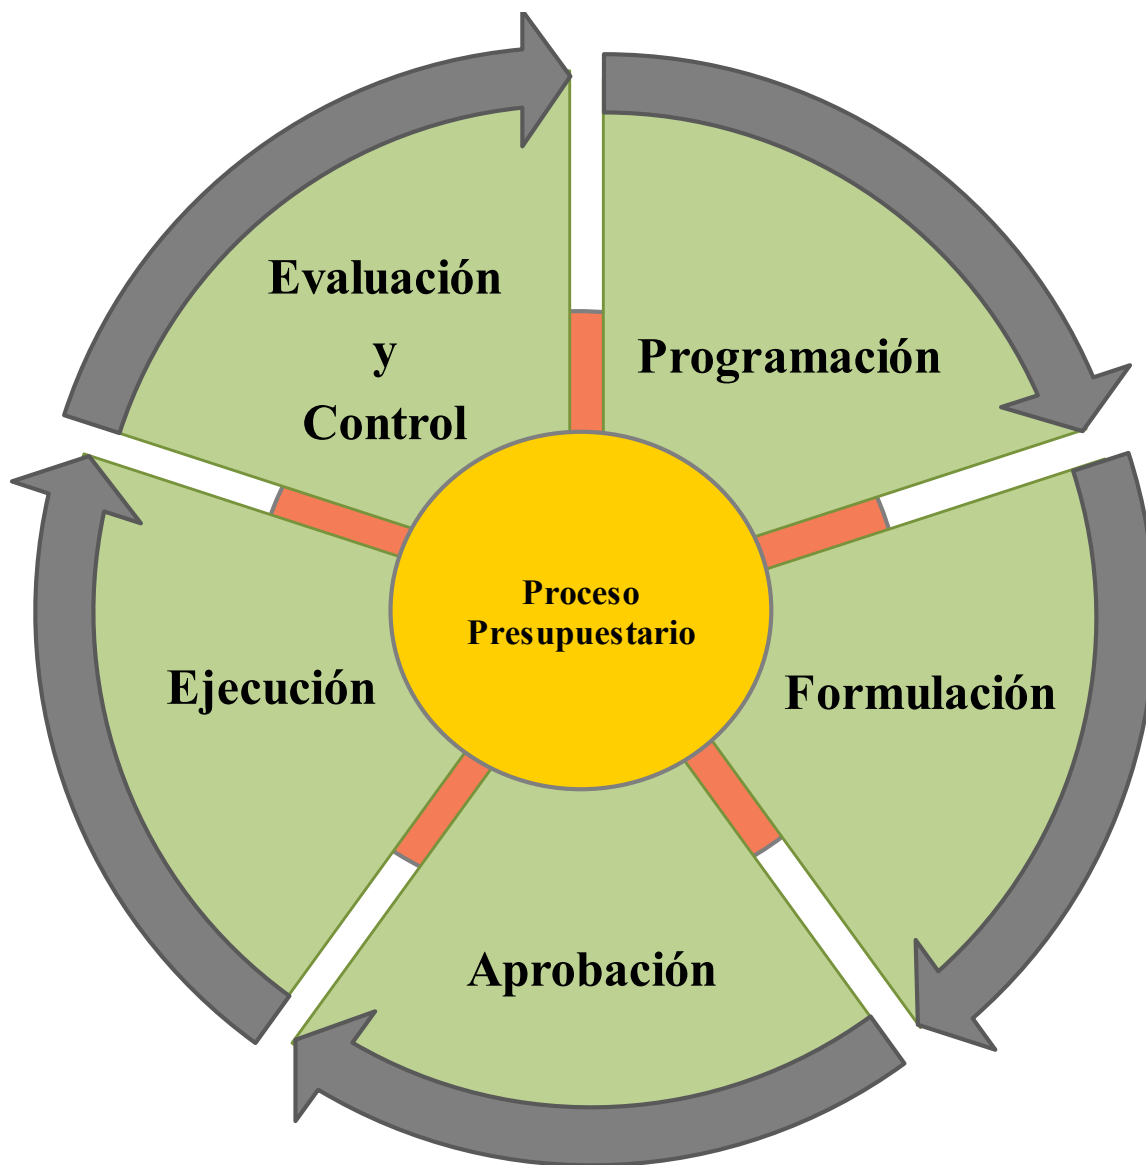 Evaluación
y
Control
Programación
Proceso
Presupuestario
Ejecución
Formulación
Aprobación